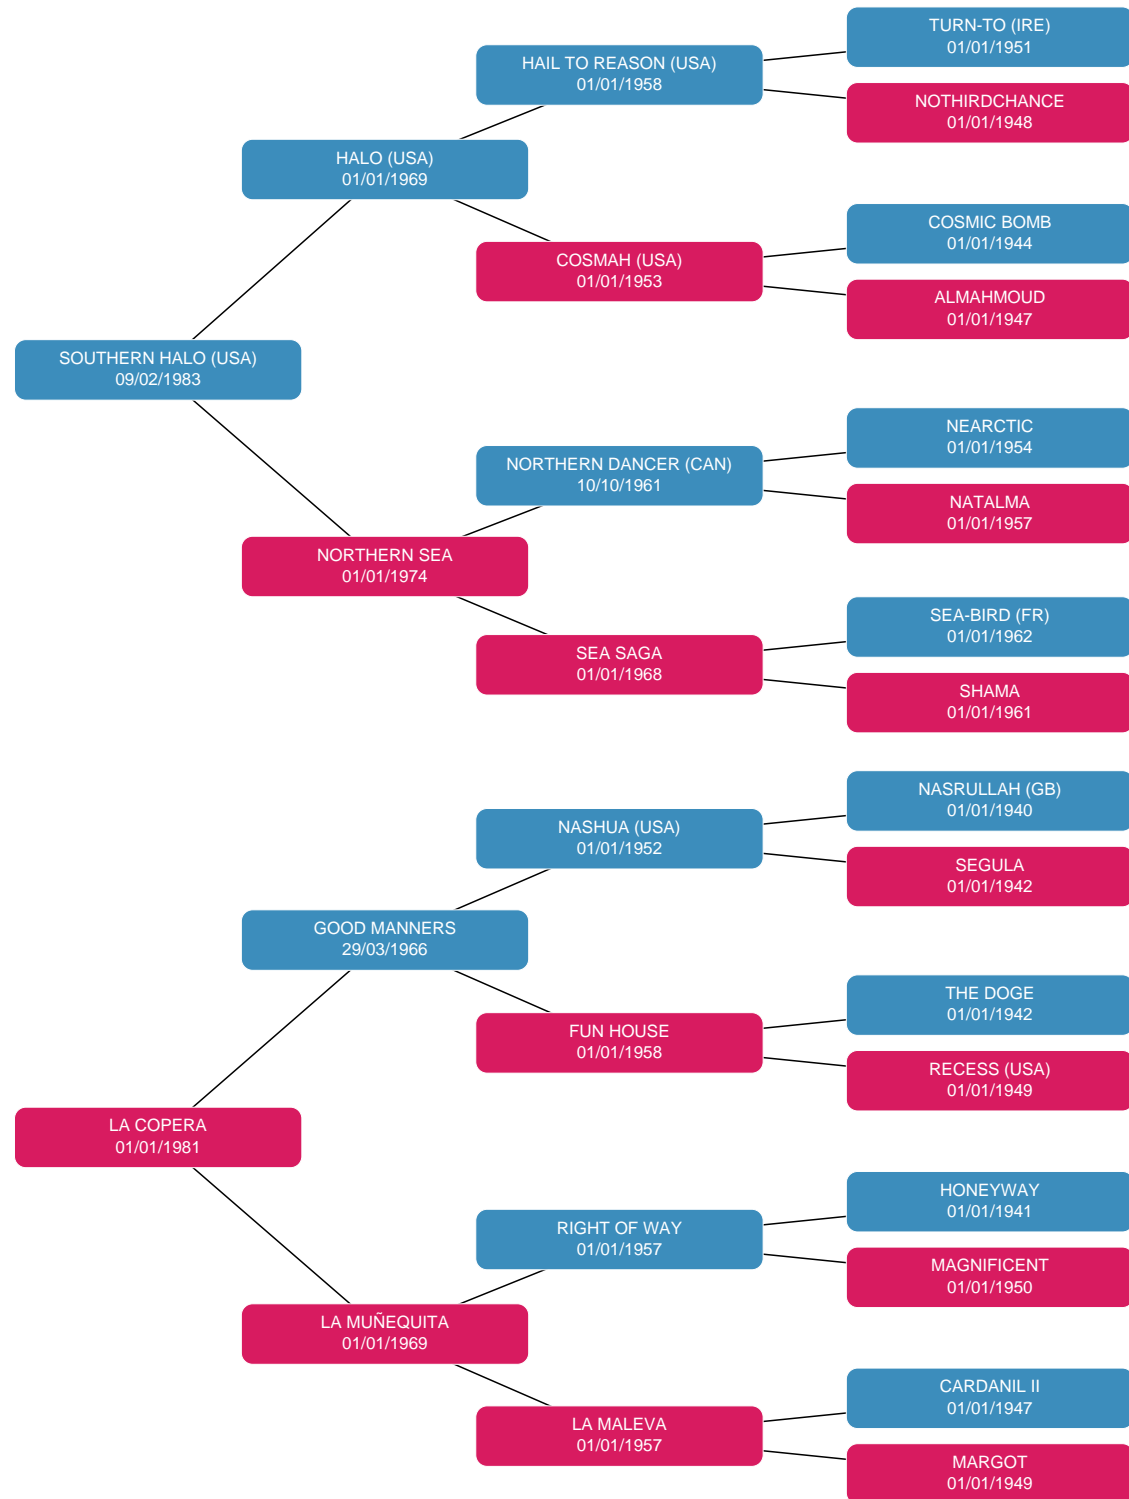 TURN-TO (IRE)
01/01/1951
HAIL TO REASON (USA)
01/01/1958
NOTHIRDCHANCE
01/01/1948
HALO (USA)
01/01/1969
COSMIC BOMB
01/01/1944
COSMAH (USA)
01/01/1953
ALMAHMOUD
01/01/1947
SOUTHERN HALO (USA)
09/02/1983
NEARCTIC
01/01/1954
NORTHERN DANCER (CAN)
10/10/1961
NATALMA
01/01/1957
NORTHERN SEA
01/01/1974
SEA-BIRD (FR)
01/01/1962
SEA SAGA
01/01/1968
SHAMA
01/01/1961
NASRULLAH (GB)
01/01/1940
NASHUA (USA)
01/01/1952
SEGULA
01/01/1942
GOOD MANNERS
29/03/1966
THE DOGE
01/01/1942
FUN HOUSE
01/01/1958
RECESS (USA)
01/01/1949
LA COPERA
01/01/1981
HONEYWAY
01/01/1941
RIGHT OF WAY
01/01/1957
MAGNIFICENT
01/01/1950
LA MUÑEQUITA
01/01/1969
CARDANIL II
01/01/1947
LA MALEVA
01/01/1957
MARGOT
01/01/1949